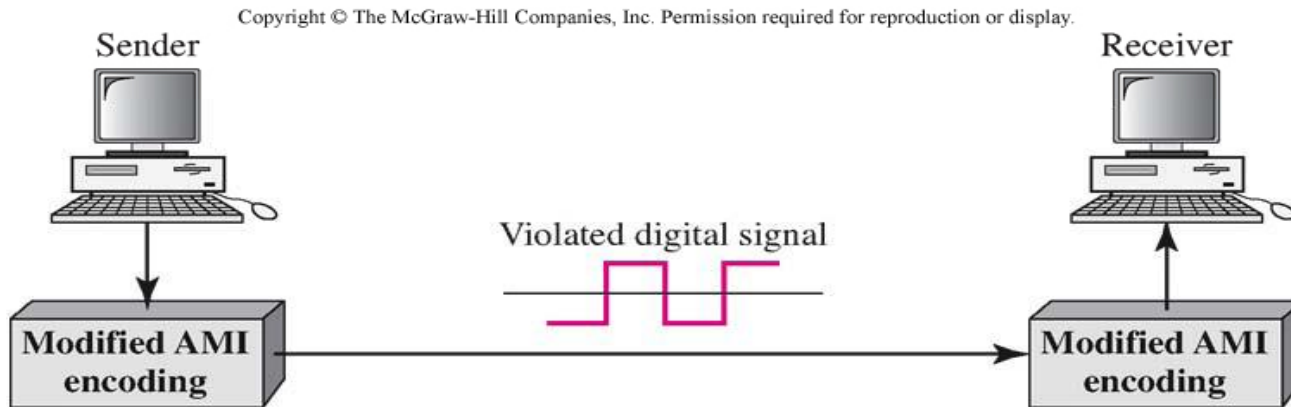 Copyright © The McGraw-Hill Companies, Inc. Permission required for reproduction or display.
Sender
Receiver
Violated digital signal
Modified AMI
encoding
Modified AMI
encoding